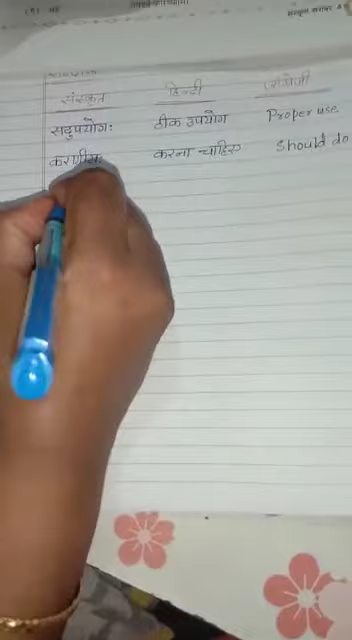 संस्कृत हिन्दी अंग्रेजी
सदुपयोगः ठीक उपयोग Proper use
करणीयः करना चाहिए Should do